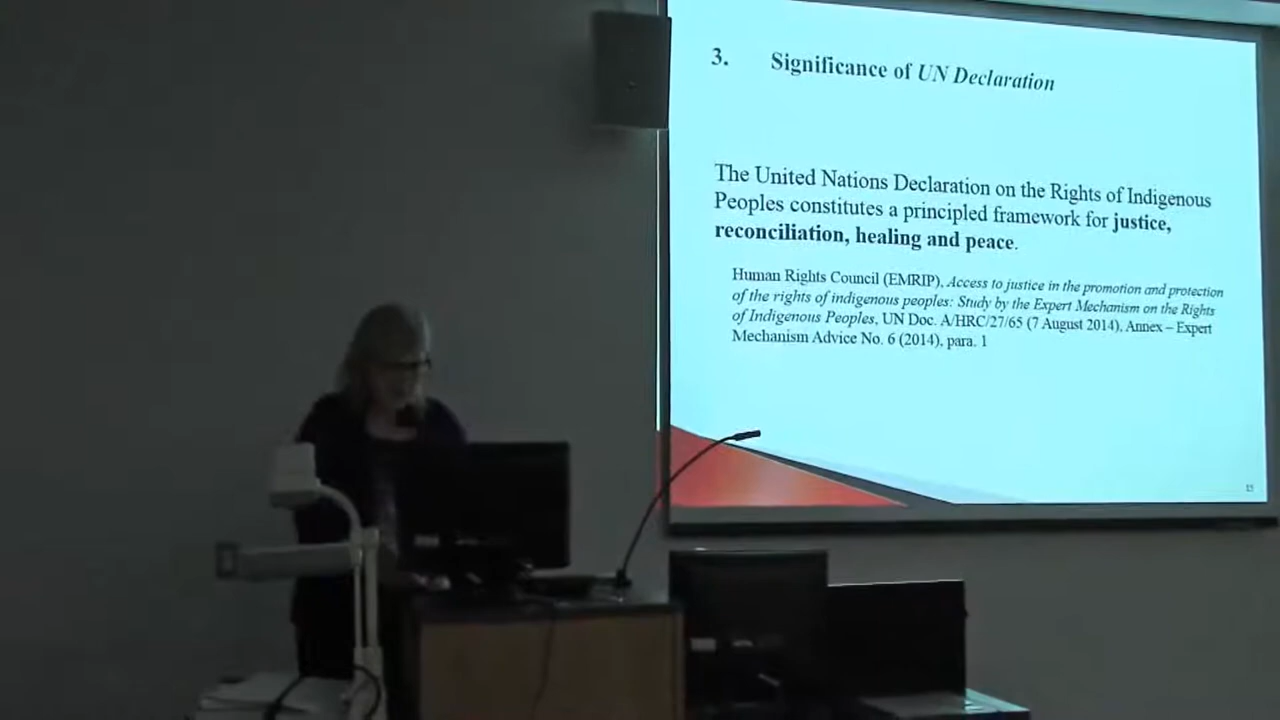 3. Significance of UN Declaration
The United Nations Declaration on the Rights of Indigenous
Peoples constitutes a principled framework for justice,
reconciliation, healing and peace.
Human Rights Council (EMRIP), Access to justice in the promotion and protection
of the rights of indigenous peoples: Study by the Expert Mechanism on the Rights
of Indigenous Peoples, UN Doc. A/HRC/27/65 (7 August 2014), Annex – Expert
Mechanism Advice No. 6 (2014), para. 1
15